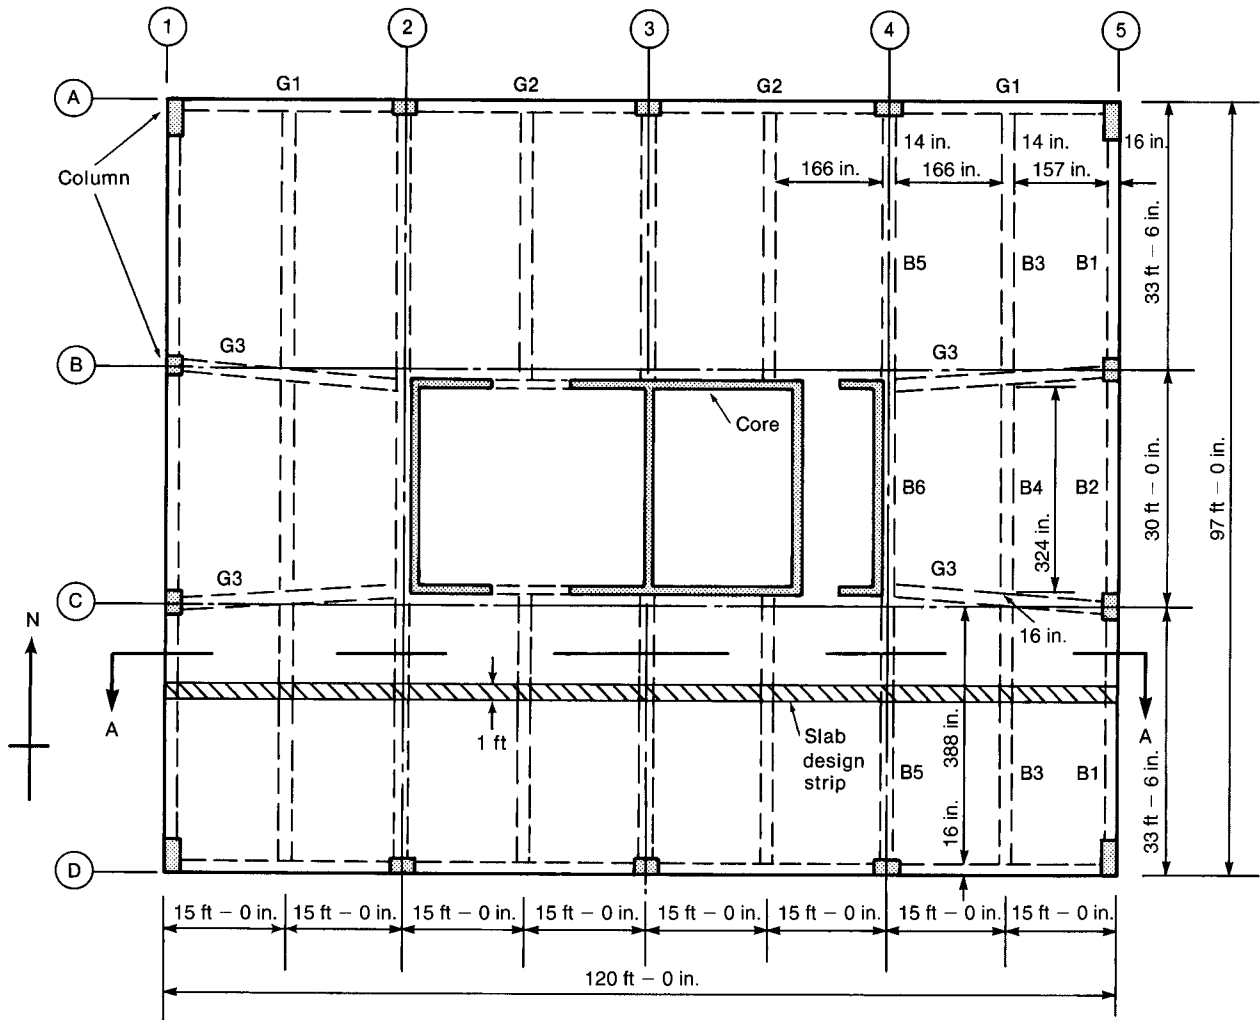 1
2
3
4
5
G1
G2
G2
G1
A
14 in.
14 in.
16 in.
166 in.
166 in.
157 in.
Column
33 ft – 6 in.
B5
B3
B1
G3
G3
B
Core
B6
B4
B2
324 in.
30 ft – 0 in.
97 ft – 0 in.
G3
G3
C
N
16 in.
A
1 ft
Slab
design
strip
388 in.
A
B5
B3
B1
16 in.
33 ft – 6 in.
D
15 ft – 0 in.
15 ft – 0 in.
15 ft – 0 in.
15 ft – 0 in.
15 ft – 0 in.
15 ft – 0 in.
15 ft – 0 in.
15 ft – 0 in.
120 ft – 0 in.